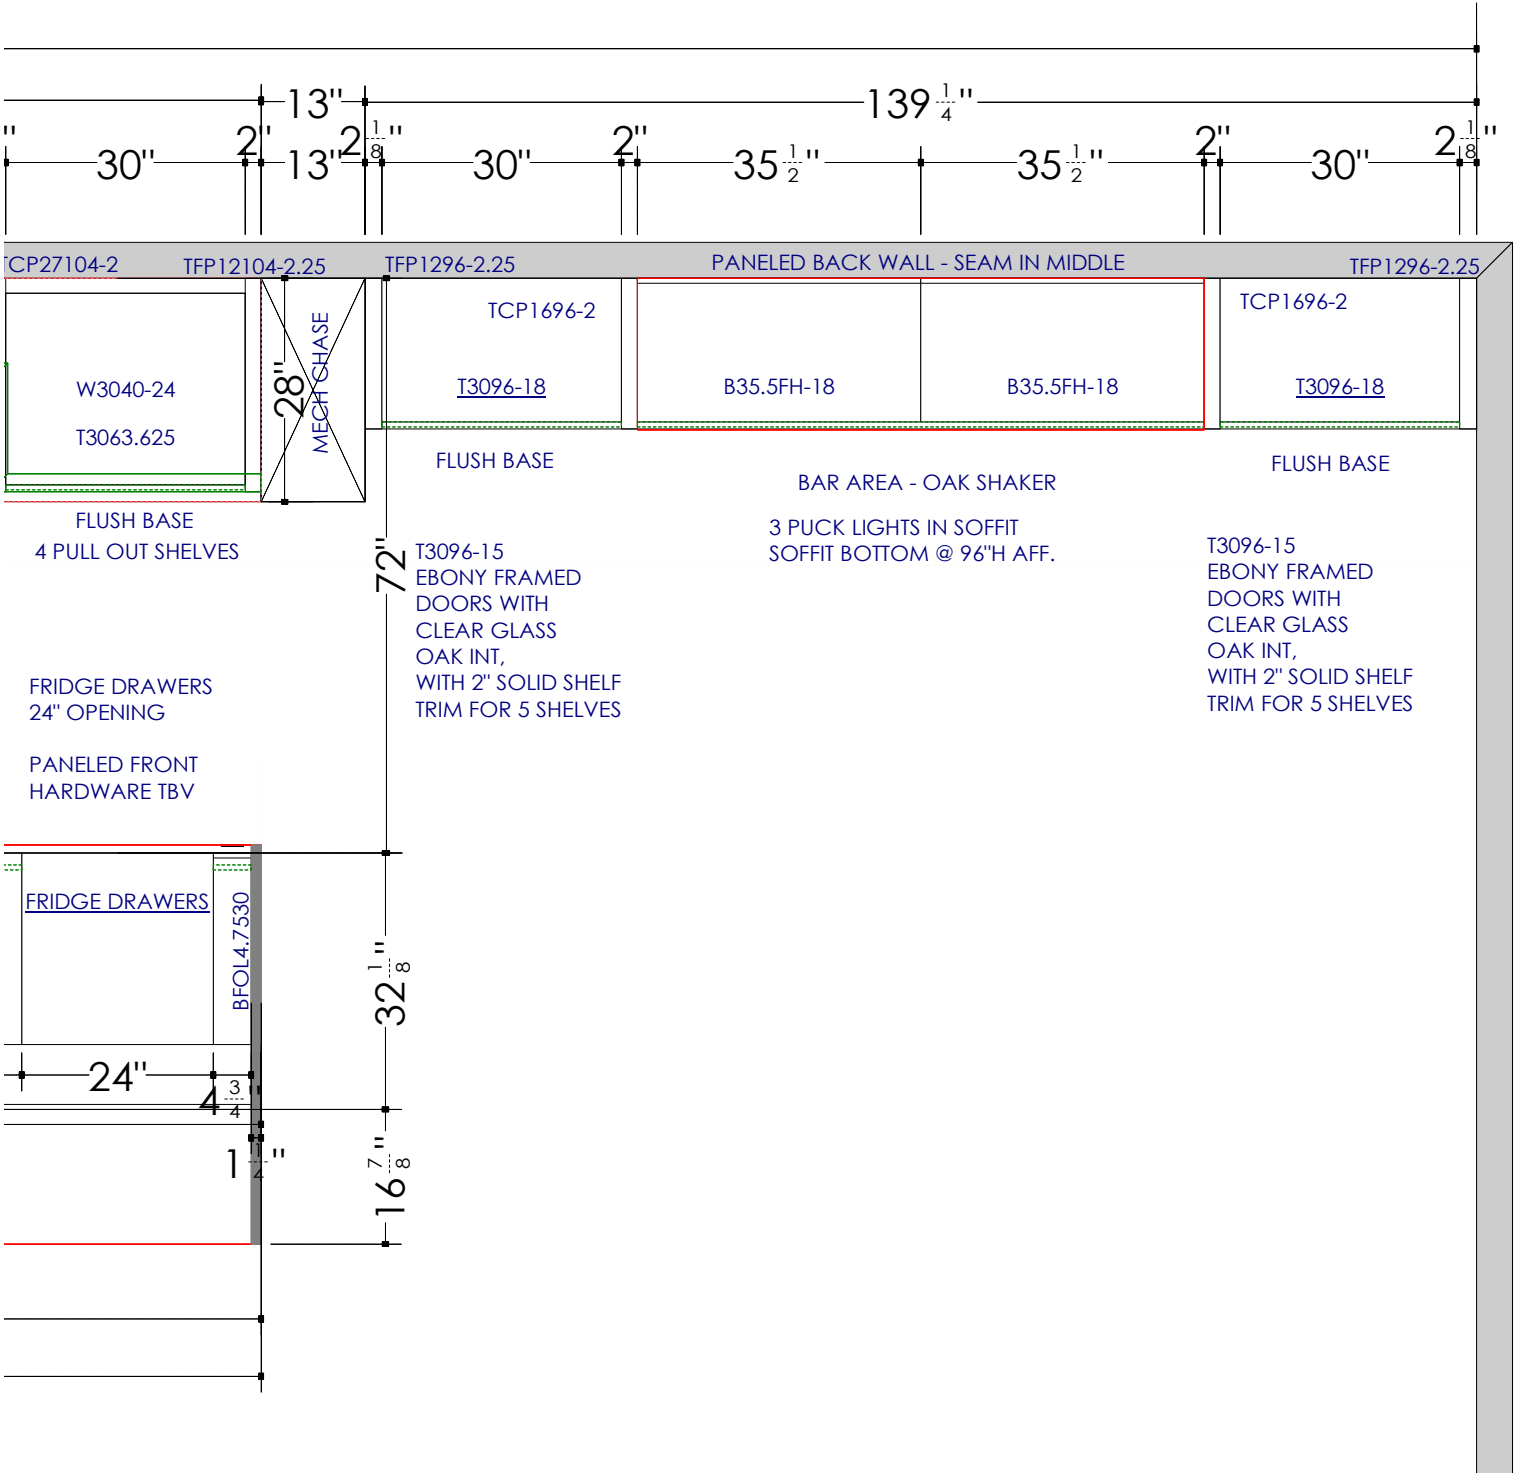 13"
139 1/4"
"
30"
2"
13"
2 1/8"
30"
2"
35 1/2"
35 1/2"
2"
30"
2 1/8"
TCP27104-2
TFP12104-2.25
TFP1296-2.25
PANELED BACK WALL - SEAM IN MIDDLE
TFP1296-2.25
TCP1696-2
TCP1696-2
W3040-24
T3063.625
28"
MECH CHASE
T3096-18
B35.5FH-18
B35.5FH-18
T3096-18
FLUSH BASE
4 PULL OUT SHELVES
FLUSH BASE
BAR AREA - OAK SHAKER
3 PUCK LIGHTS IN SOFFIT
SOFFIT BOTTOM @ 96"H AFF.
FLUSH BASE
72"
T3096-15
EBONY FRAMED
DOORS WITH
CLEAR GLASS
OAK INT,
WITH 2" SOLID SHELF
TRIM FOR 5 SHELVES
T3096-15
EBONY FRAMED
DOORS WITH
CLEAR GLASS
OAK INT,
WITH 2" SOLID SHELF
TRIM FOR 5 SHELVES
FRIDGE DRAWERS
24" OPENING
PANELED FRONT
HARDWARE TBV
FRIDGE DRAWERS
BFOL4.7530
32 1/8"
24"
4 3/4"
1 1/4"
16 7/8"